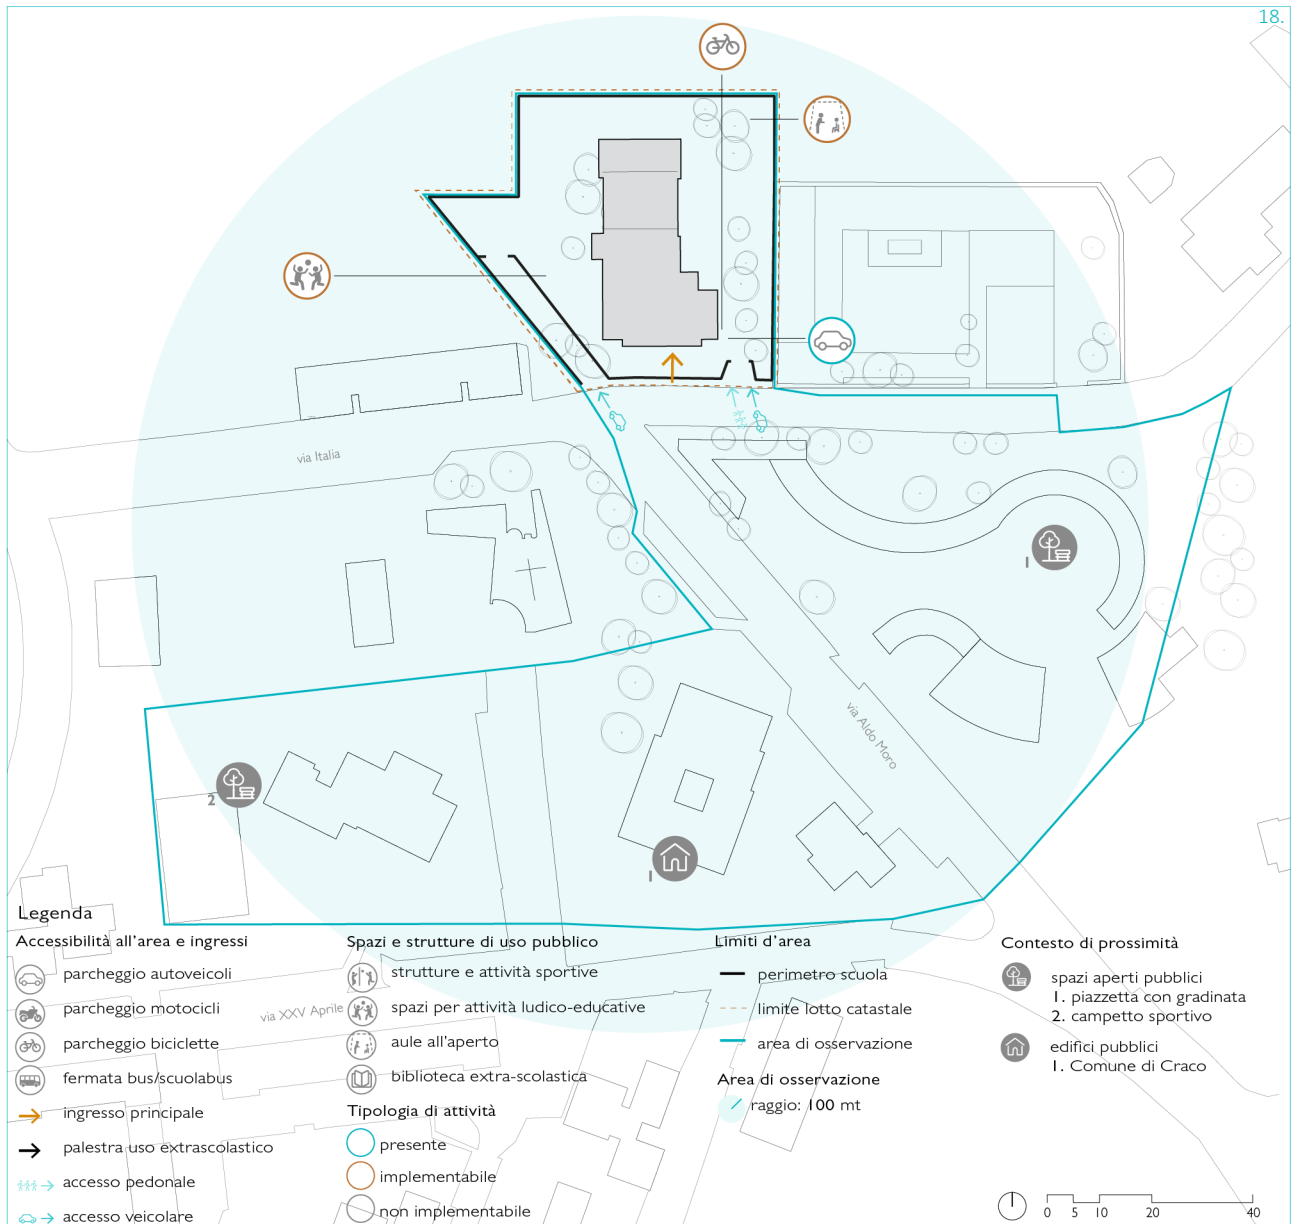 18.
via Italia
1
via Aldo Moro
2
1
via XXV Aprile
Legenda
Accessibilità all'area e ingressi
parcheggio autoveicoli
parcheggio motocicli
parcheggio biciclette
fermata bus/scuolabus
ingresso principale
palestra uso extrascolastico
accesso pedonale
accesso veicolare
Spazi e strutture di uso pubblico
strutture e attività sportive
spazi per attività ludico-educative
aule all'aperto
biblioteca extra-scolastica
Tipologia di attività
presente
implementabile
non implementabile
Limiti d'area
perimetro scuola
limite lotto catastale
area di osservazione
Area di osservazione
raggio: 100 mt
Contesto di prossimità
spazi aperti pubblici
1. piazzetta con gradinata
2. campetto sportivo
edifici pubblici
1. Comune di Craco
0 5 10 20 40